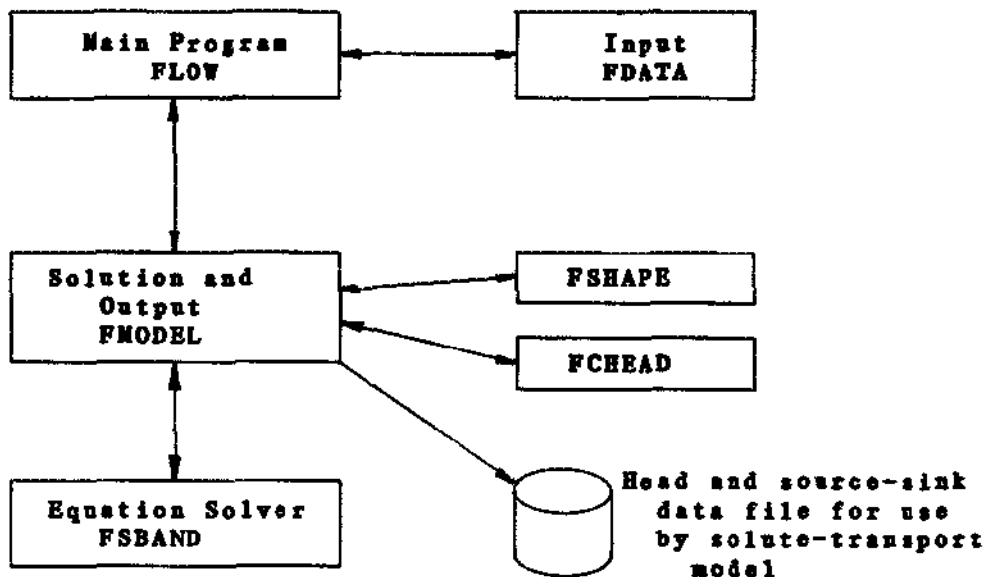 Main Program
FLOW
Input
FDATA
Solution and
Output
FMODEL
FSHAPE
FCHEAD
Equation Solver
FSBAND
Head and source-sink
data file for use
by solute-transport
model